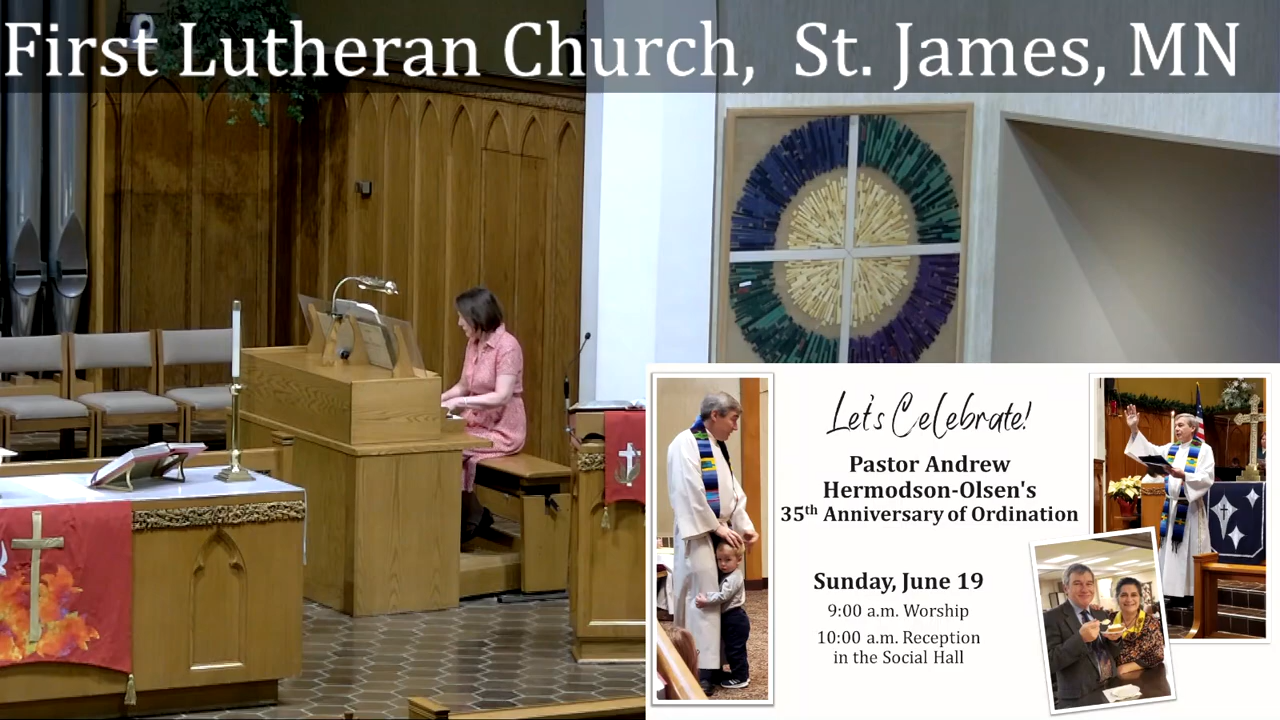 First Lutheran Church, St. James, MN
Let's Celebrate!
Pastor Andrew
Hermodson-Olsen's
35th Anniversary of Ordination
Sunday, June 19
9:00 a.m. Worship
10:00 a.m. Reception
in the Social Hall